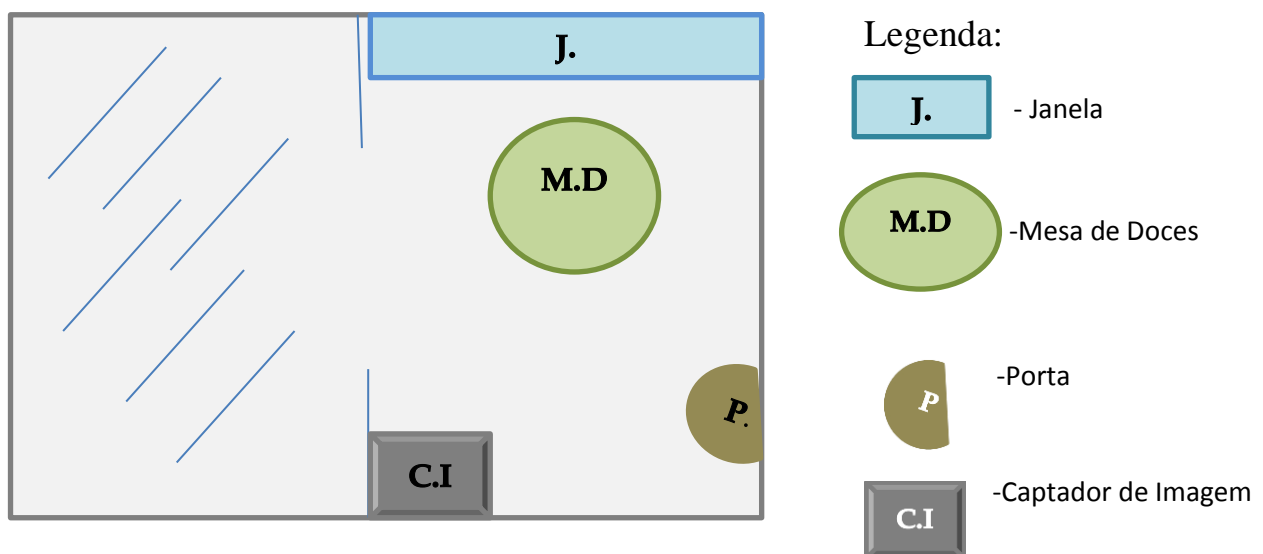 J.
M.D
P.
C.I
Legenda:
J.
- Janela
M.D
-Mesa de Doces
P
-Porta
C.I
-Captador de Imagem